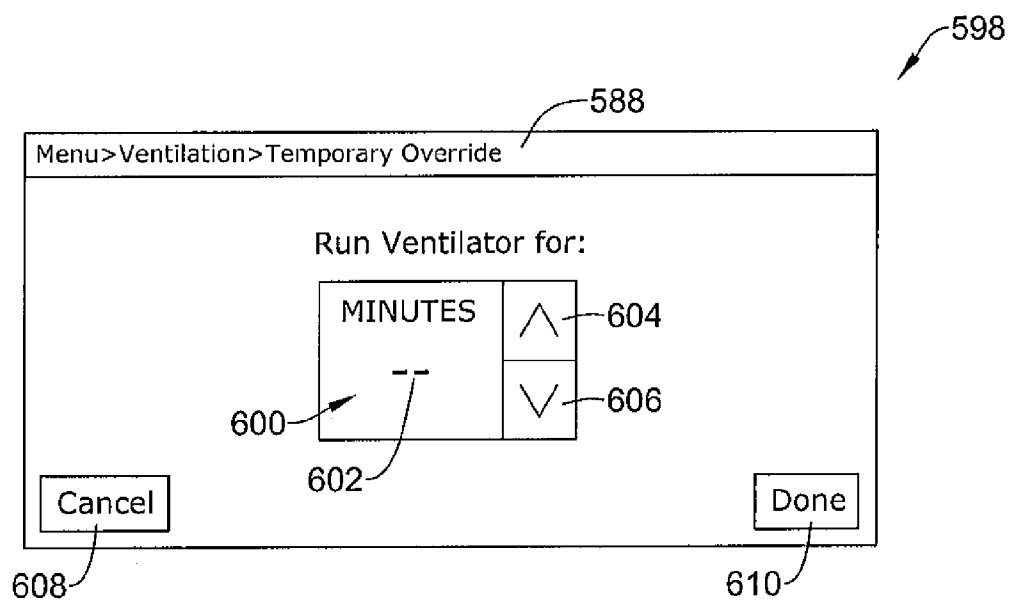 598
588
Menu>Ventilation>Temporary Override
Run Ventilator for:
MINUTES
604
--
606
600
602
Cancel
Done
608
610